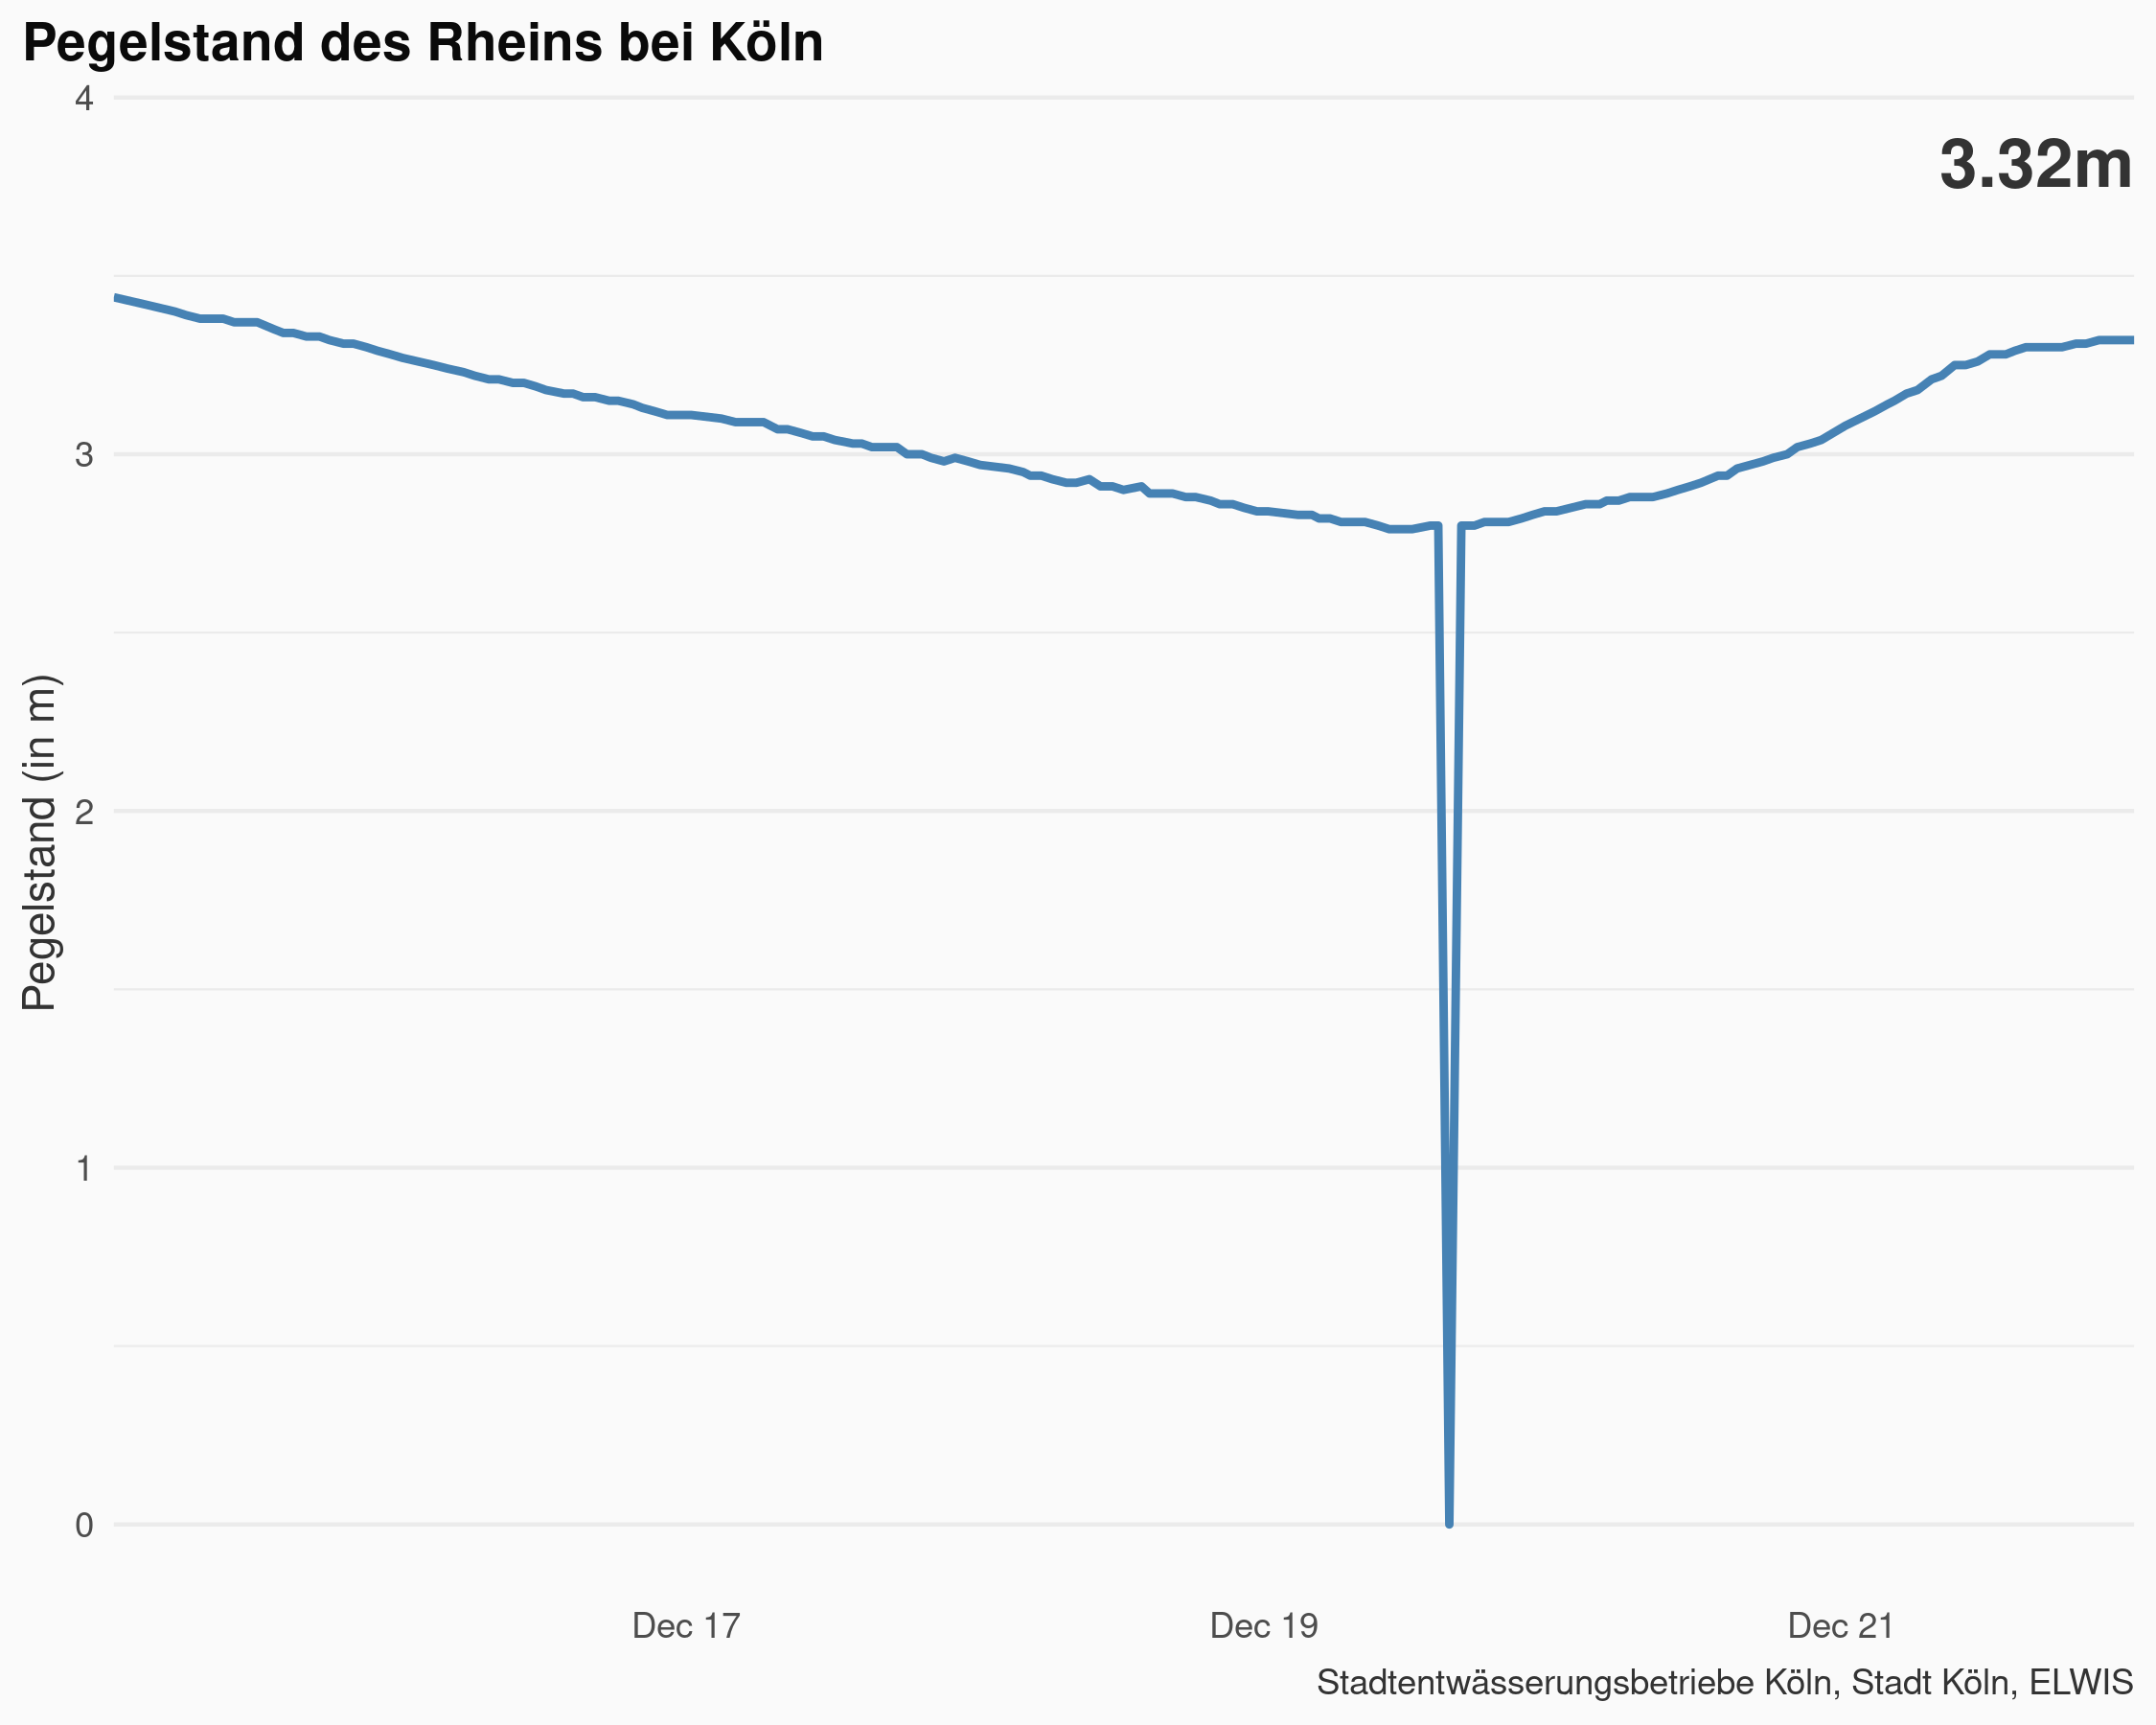 Pegelstand des Rheins bei Köln
4
3.32m
3
Pegelstand (in m)
2
1
0
Dec 17
Dec 19
Dec 21
Stadtentwässerungsbetriebe Köln, Stadt Köln, ELWIS